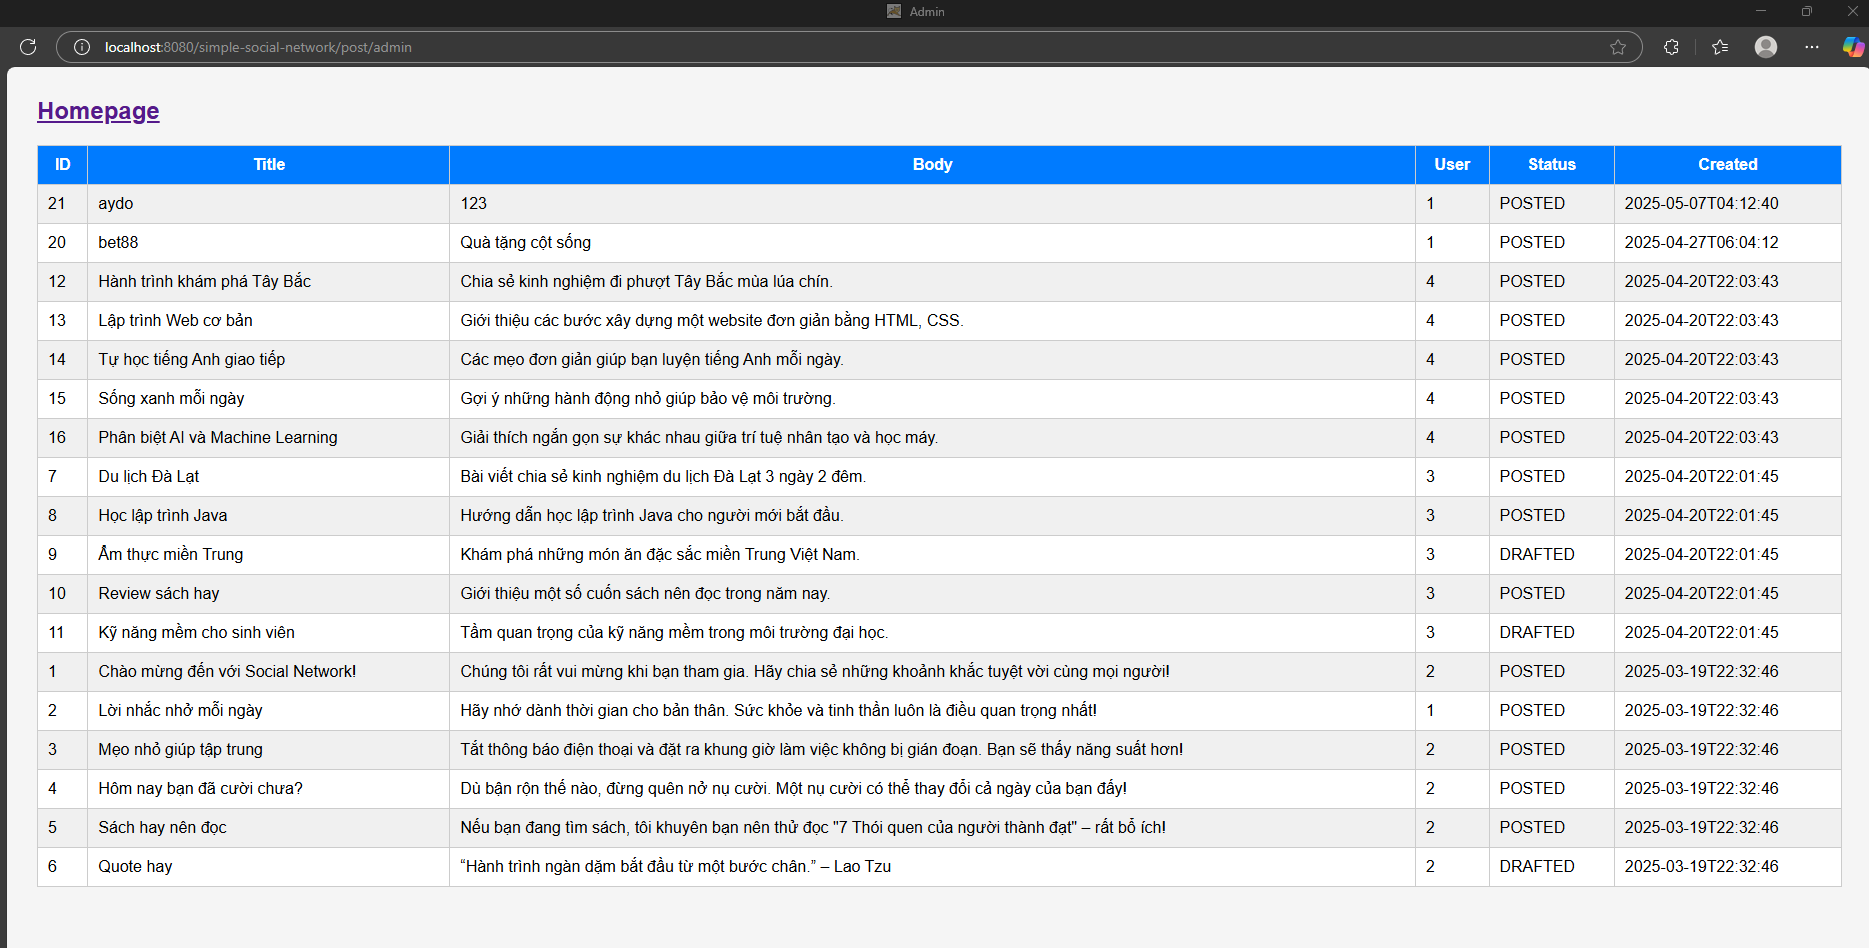 Admin
localhost:8080/simple-social-network/post/admin
Homepage
ID Title Body User Status Created
21 aydo 123 1 POSTED 2025-05-07T04:12:40
20 bet88 Quà tặng cột sống 1 POSTED 2025-04-27T06:04:12
12 Hành trình khám phá Tây Bắc Chia sẻ kinh nghiệm đi phượt Tây Bắc mùa lúa chín. 4 POSTED 2025-04-20T22:03:43
13 Lập trình Web cơ bản Giới thiệu các bước xây dựng một website đơn giản bằng HTML, CSS. 4 POSTED 2025-04-20T22:03:43
14 Tự học tiếng Anh giao tiếp Các mẹo đơn giản giúp bạn luyện tiếng Anh mỗi ngày. 4 POSTED 2025-04-20T22:03:43
15 Sống xanh mỗi ngày Gợi ý những hành động nhỏ giúp bảo vệ môi trường. 4 POSTED 2025-04-20T22:03:43
16 Phân biệt AI và Machine Learning Giải thích ngắn gọn sự khác nhau giữa trí tuệ nhân tạo và học máy. 4 POSTED 2025-04-20T22:03:43
7 Du lịch Đà Lạt Bài viết chia sẻ kinh nghiệm du lịch Đà Lạt 3 ngày 2 đêm. 3 POSTED 2025-04-20T22:01:45
8 Học lập trình Java Hướng dẫn học lập trình Java cho người mới bắt đầu. 3 POSTED 2025-04-20T22:01:45
9 Ẩm thực miền Trung Khám phá những món ăn đặc sắc miền Trung Việt Nam. 3 DRAFTED 2025-04-20T22:01:45
10 Review sách hay Giới thiệu một số cuốn sách nên đọc trong năm nay. 3 POSTED 2025-04-20T22:01:45
11 Kỹ năng mềm cho sinh viên Tầm quan trọng của kỹ năng mềm trong môi trường đại học. 3 DRAFTED 2025-04-20T22:01:45
1 Chào mừng đến với Social Network! Chúng tôi rất vui mừng khi bạn tham gia. Hãy chia sẻ những khoảnh khắc tuyệt vời cùng mọi người! 2 POSTED 2025-03-19T22:32:46
2 Lời nhắc nhở mỗi ngày Hãy nhớ dành thời gian cho bản thân. Sức khỏe và tinh thần luôn là điều quan trọng nhất! 1 POSTED 2025-03-19T22:32:46
3 Mẹo nhỏ giúp tập trung Tắt thông báo điện thoại và đặt ra khung giờ làm việc không bị gián đoạn. Bạn sẽ thấy năng suất hơn! 2 POSTED 2025-03-19T22:32:46
4 Hôm nay bạn đã cười chưa? Dù bận rộn thế nào, đừng quên nở nụ cười. Một nụ cười có thể thay đổi cả ngày của bạn đấy! 2 POSTED 2025-03-19T22:32:46
5 Sách hay nên đọc Nếu bạn đang tìm sách, tôi khuyên bạn nên thử đọc "7 Thói quen của người thành đạt" – rất bổ ích! 2 POSTED 2025-03-19T22:32:46
6 Quote hay “Hành trình ngàn dặm bắt đầu từ một bước chân.” – Lao Tzu 2 DRAFTED 2025-03-19T22:32:46